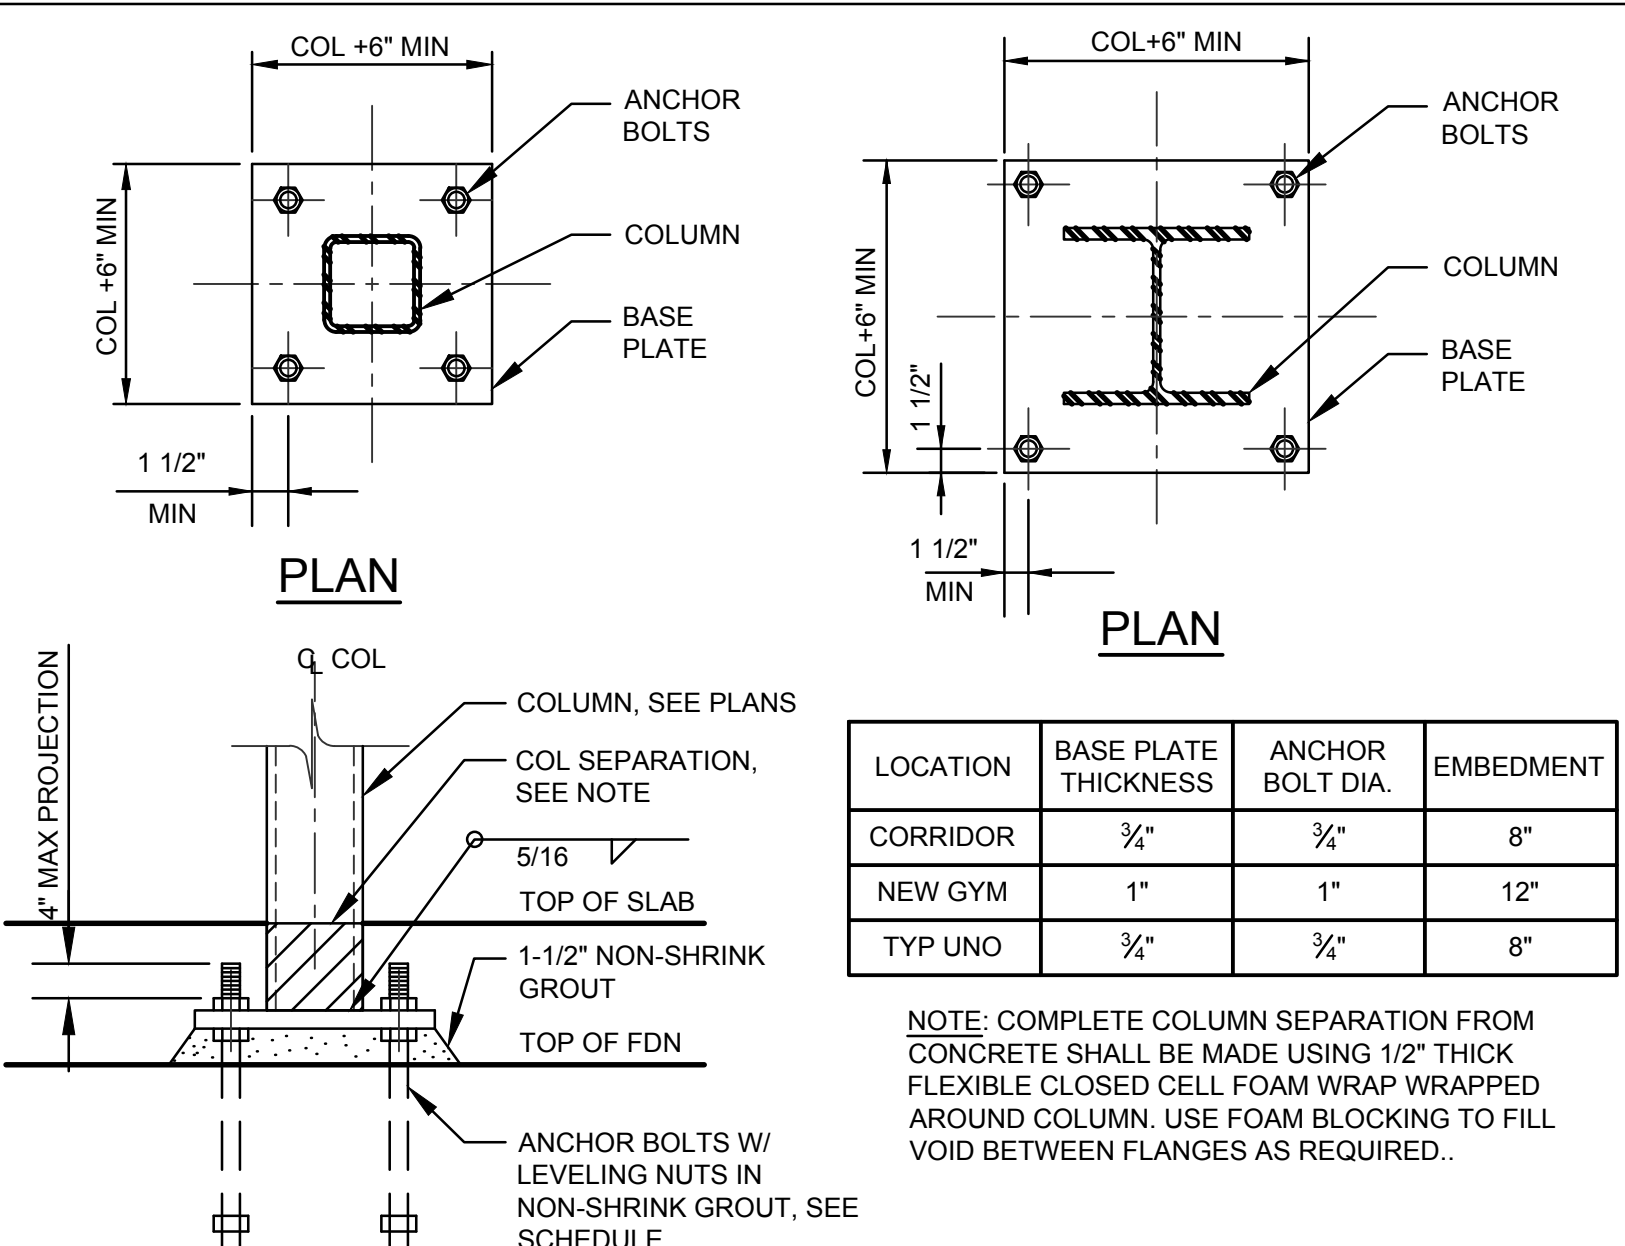 COL +6" MIN
COL +6" MIN
ANCHOR
BOLTS
COLUMN
BASE
PLATE
1 1/2"
MIN
PLAN
COL+6" MIN
COL+6" MIN
1 1/2"
ANCHOR
BOLTS
COLUMN
BASE
PLATE
1 1/2"
MIN
PLAN
4" MAX PROJECTION
℄ COL
COLUMN, SEE PLANS
COL SEPARATION,
SEE NOTE
5/16
TOP OF SLAB
1-1/2" NON-SHRINK
GROUT
TOP OF FDN
ANCHOR BOLTS W/
LEVELING NUTS IN
NON-SHRINK GROUT, SEE
SCHEDULE
LOCATION BASE PLATE THICKNESS ANCHOR BOLT DIA. EMBEDMENT
CORRIDOR 3/4" 3/4" 8"
NEW GYM 1" 1" 12"
TYP UNO 3/4" 3/4" 8"
NOTE: COMPLETE COLUMN SEPARATION FROM
CONCRETE SHALL BE MADE USING 1/2" THICK
FLEXIBLE CLOSED CELL FOAM WRAP WRAPPED
AROUND COLUMN. USE FOAM BLOCKING TO FILL
VOID BETWEEN FLANGES AS REQUIRED..